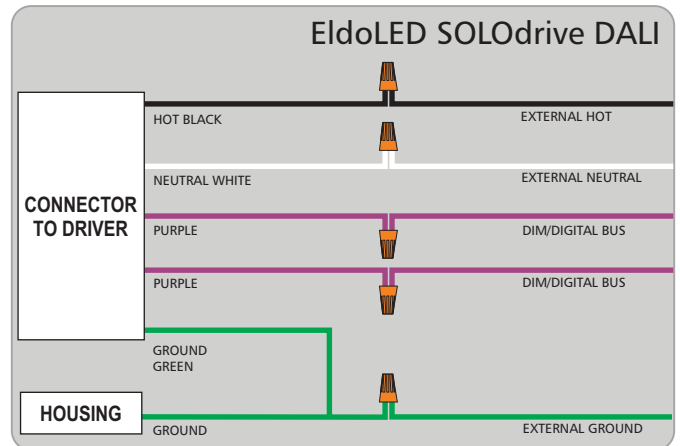 EldoLED SOLOdrive DALI
HOT BLACK
EXTERNAL HOT
NEUTRAL WHITE
EXTERNAL NEUTRAL
CONNECTOR
TO DRIVER
PURPLE
DIM/DIGITAL BUS
PURPLE
DIM/DIGITAL BUS
GROUND
GREEN
HOUSING
GROUND
EXTERNAL GROUND